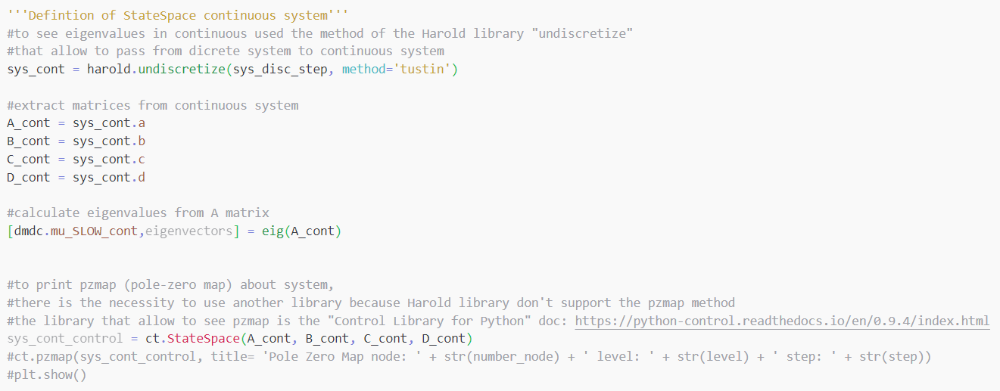 '''Defintion of StateSpace continuous system'''
#to see eigenvalues in continuous used the method of the Harold library "undiscretize"
#that allow to pass from dicrete system to continuous system
sys_cont = harold.undiscretize(sys_disc_step, method='tustin')
#extract matrices from continuous system
A_cont = sys_cont.a
B_cont = sys_cont.b
C_cont = sys_cont.c
D_cont = sys_cont.d
#calculate eigenvalues from A matrix
[dmdc.mu_SLOW_cont,eigenvectors] = eig(A_cont)
#to print pzmap (pole-zero map) about system,
#there is the necessity to use another library because Harold library don't support the pzmap method
#the library that allow to see pzmap is the "Control Library for Python" doc: https://python-control.readthedocs.io/en/0.9.4/index.html
sys_cont_control = ct.StateSpace(A_cont, B_cont, C_cont, D_cont)
#ct.pzmap(sys_cont_control, title= 'Pole Zero Map node: ' + str(number_node) + ' level: ' + str(level) + ' step: ' + str(step))
#plt.show()